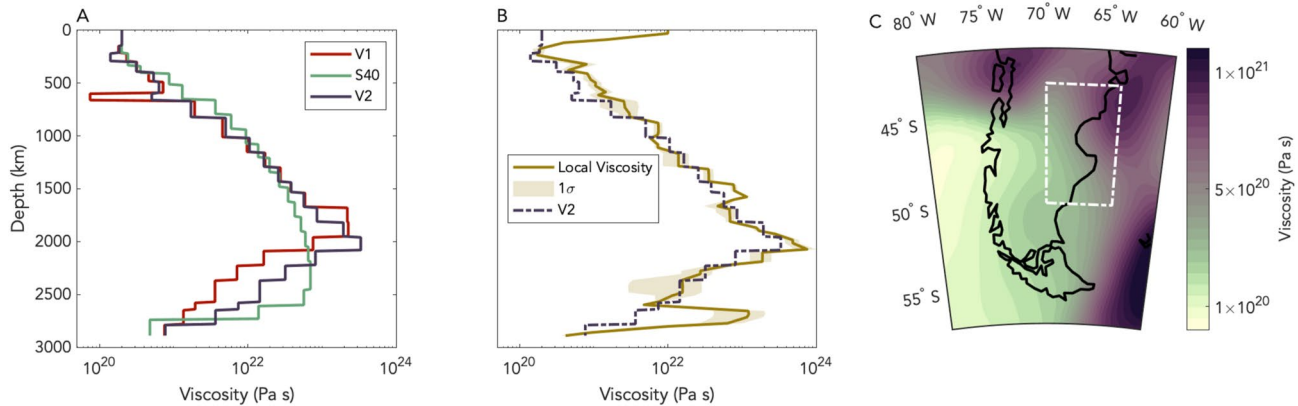 A
0
500
1000
1500
2000
2500
3000
Depth (km)
10^20
10^22
10^24
Viscosity (Pa s)
V1
S40
V2
B
Local Viscosity
1σ
V2
10^20
10^22
10^24
Viscosity (Pa s)
C
80° W
75° W
70° W
65° W
60° W
45° S
50° S
55° S
1×10^21
5×10^20
1×10^20
Viscosity (Pa s)